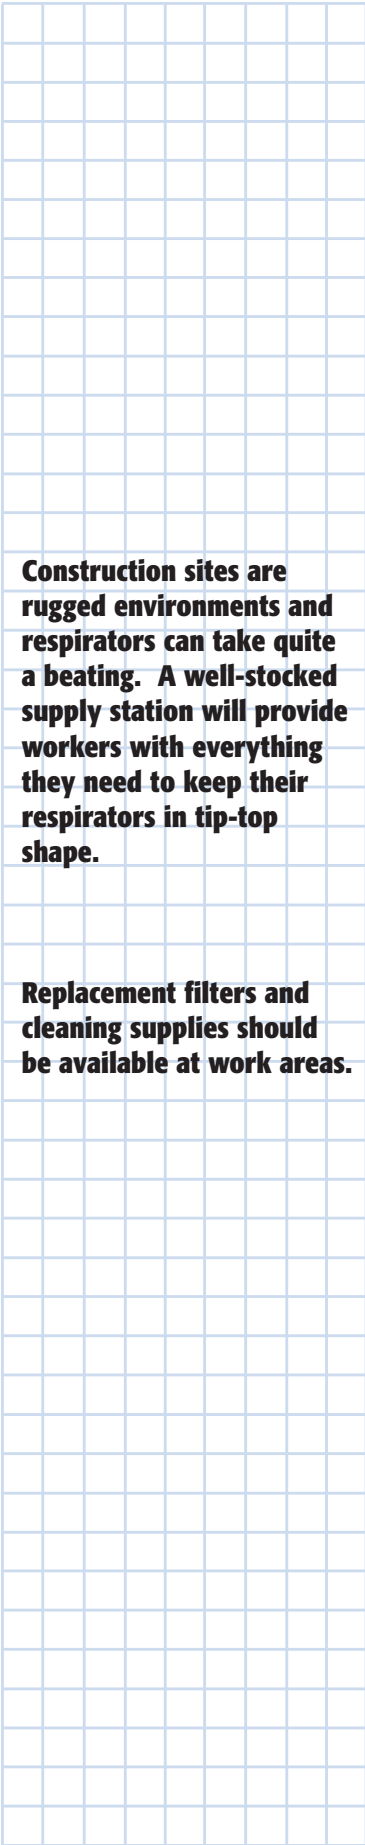 Construction sites are
rugged environments and
respirators can take quite
a beating.  A well-stocked
supply station will provide
workers with everything
they need to keep their
respirators in tip-top
shape.
Replacement filters and
cleaning supplies should
be available at work areas.